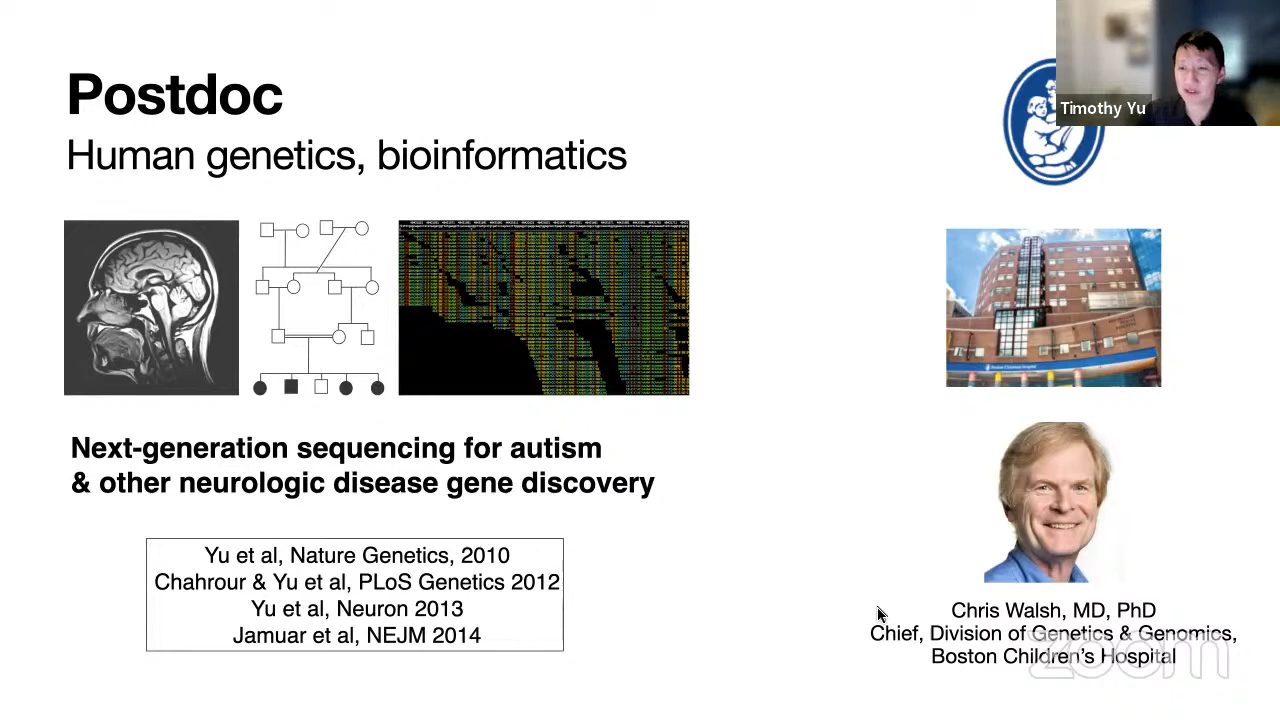 Postdoc
Human genetics, bioinformatics
Timothy Yu
Next-generation sequencing for autism
& other neurologic disease gene discovery
Yu et al, Nature Genetics, 2010
Chahrour & Yu et al, PLoS Genetics 2012
Yu et al, Neuron 2013
Jamuar et al, NEJM 2014
Chris Walsh, MD, PhD
Chief, Division of Genetics & Genomics,
Boston Children's Hospital
zoom